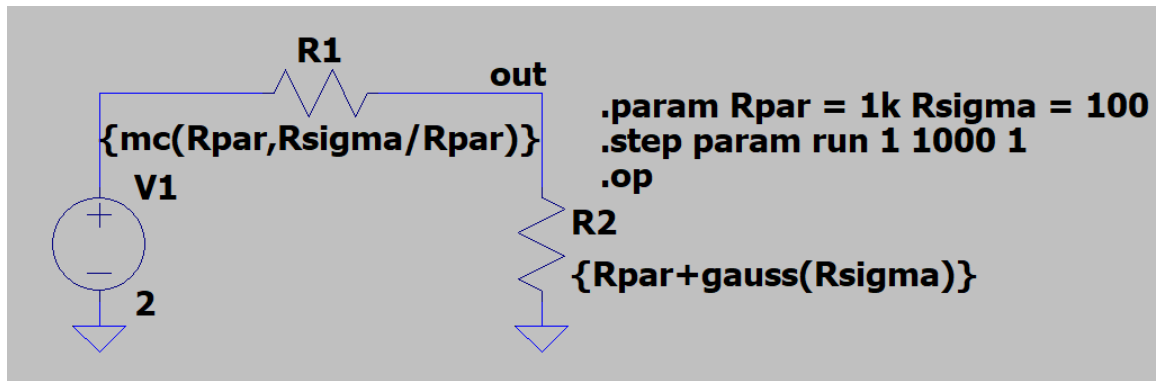 R1
out
{mc(Rpar,Rsigma/Rpar)}
.param Rpar = 1k Rsigma = 100
.step param run 1 1000 1
.op
V1
2
R2
{Rpar+gauss(Rsigma)}